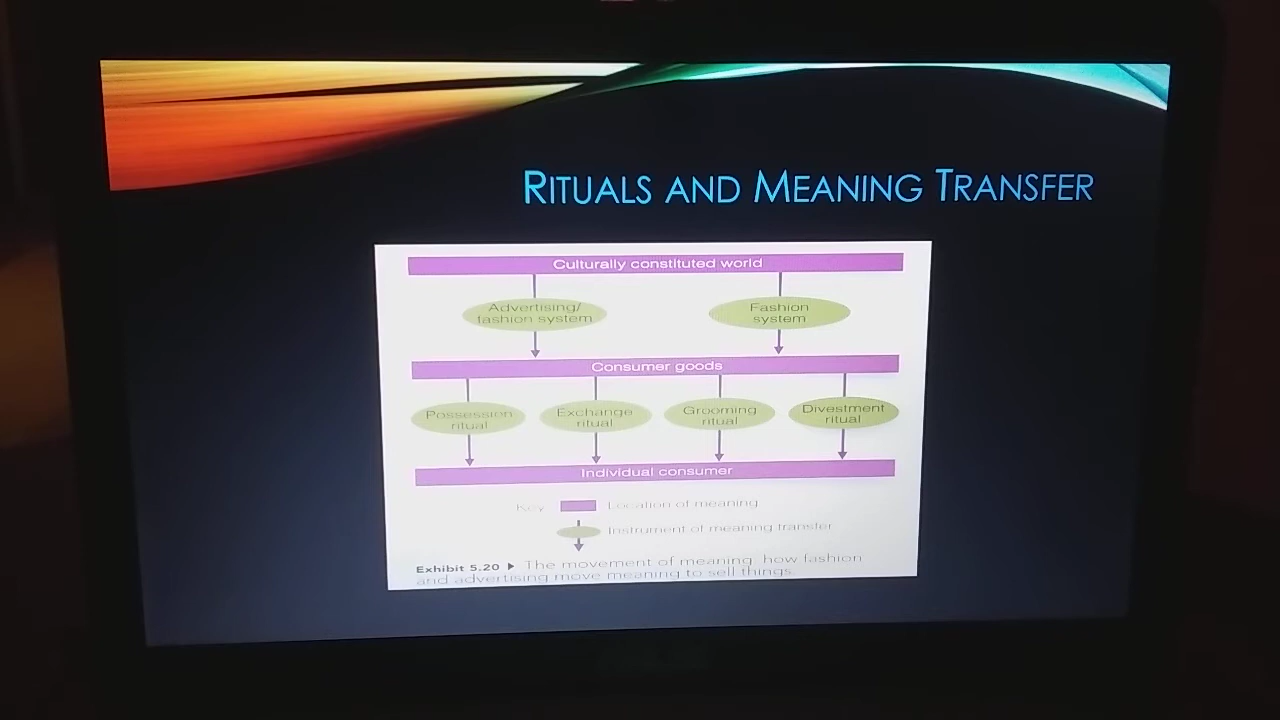 RITUALS AND MEANING TRANSFER
Culturally constituted world
Advertising/
fashion system
Fashion
system
Consumer goods
Possession
ritual
Exchange
ritual
Grooming
ritual
Divestment
ritual
Individual consumer
Key
Location of meaning
Instrument of meaning transfer
Exhibit 5.20 ▶ The movement of meaning: how fashion
and advertising move meaning to sell things.